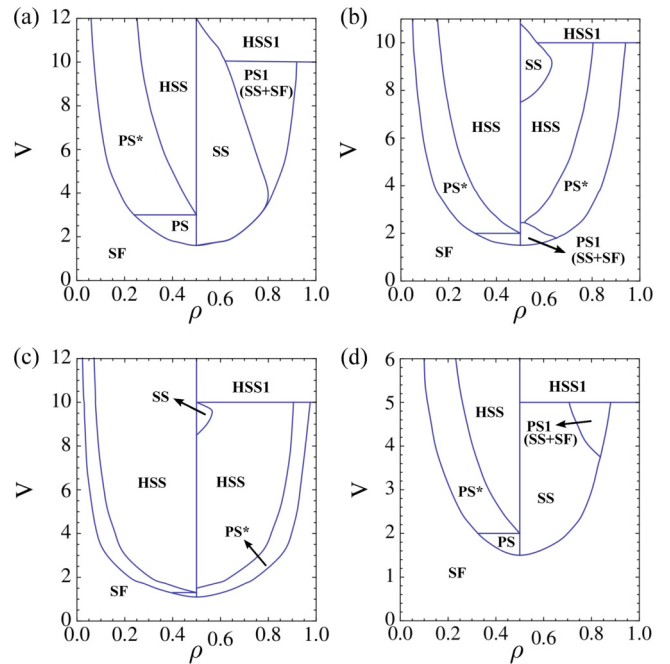 (a)
12
10
8
6
4
2
0
V
HSS1
PS1
(SS+SF)
HSS
PS*
SS
PS
SF
0.0 0.2 0.4 0.6 0.8 1.0
ρ
(b)
10
8
6
4
2
0
V
HSS1
SS
HSS HSS
PS* PS*
PS1
(SS+SF)
SF
0.0 0.2 0.4 0.6 0.8 1.0
ρ
(c)
12
10
8
6
4
2
0
V
HSS1
SS
HSS HSS
PS*
SF
0.0 0.2 0.4 0.6 0.8 1.0
ρ
(d)
6
5
4
3
2
1
0
V
HSS1
HSS
PS1
(SS+SF)
PS*
SS
PS
SF
0.0 0.2 0.4 0.6 0.8 1.0
ρ